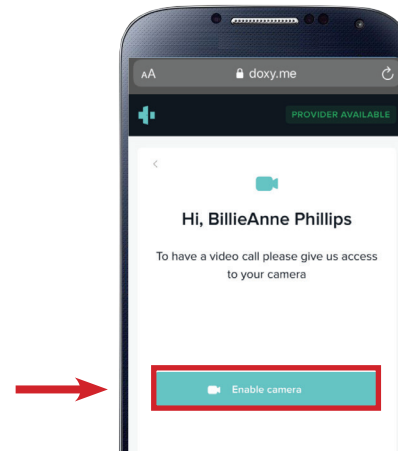 AA doxy.me
PROVIDER AVAILABLE
Hi, BillieAnne Phillips
To have a video call please give us access
to your camera
Enable camera